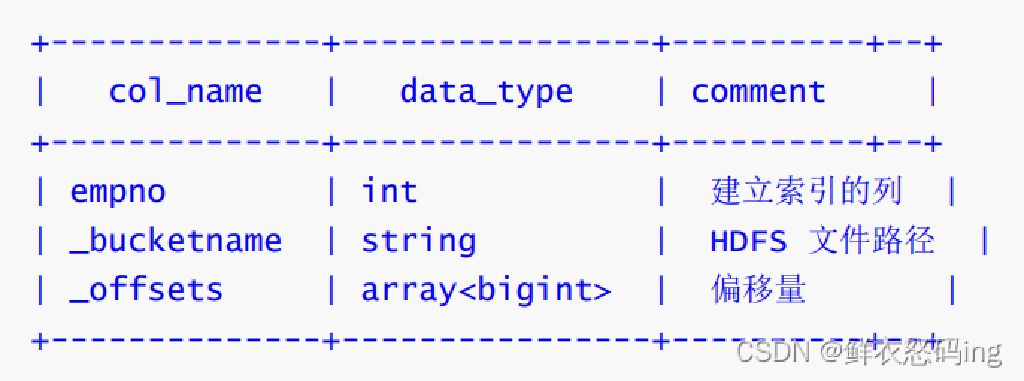 +--------------+----------------+----------+--+
|   col_name   |   data_type    | comment     |
+--------------+----------------+----------+--+
| empno        | int            |  建立索引的列  |
| _bucketname  | string         |  HDFS 文件路径  |
| _offsets     | array<bigint>  |  偏移量       |
+--------------+----------------+----------+--+
CSDN @鲜衣怒码ing